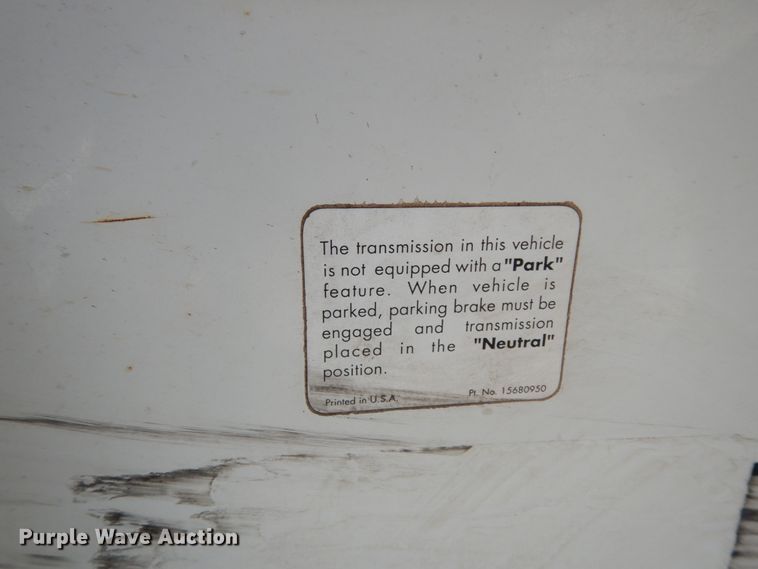 The transmission in this vehicle
is not equipped with a "Park"
feature. When vehicle is
parked, parking brake must be
engaged and transmission
placed in the "Neutral"
position.
Printed in U.S.A. Pt. No. 15680950
Purple Wave Auction